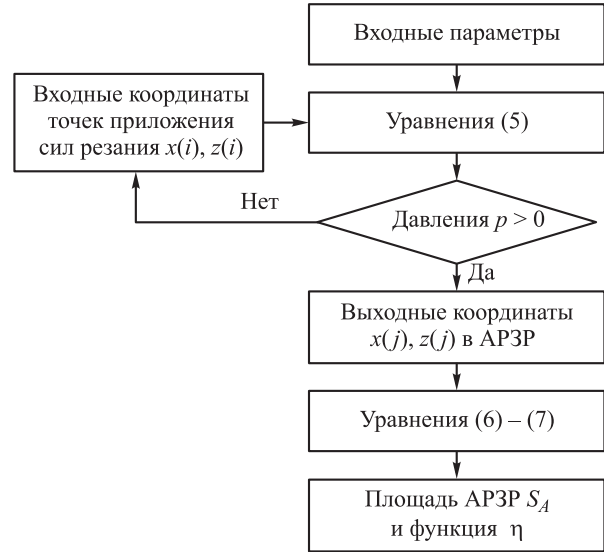 Входные параметры
Входные координаты
точек приложения
сил резания x(i), z(i)
Уравнения (5)
Нет
Давления p > 0
Да
Выходные координаты
x(j), z(j) в АРЗР
Уравнения (6) – (7)
Площадь АРЗР S_A
и функция η